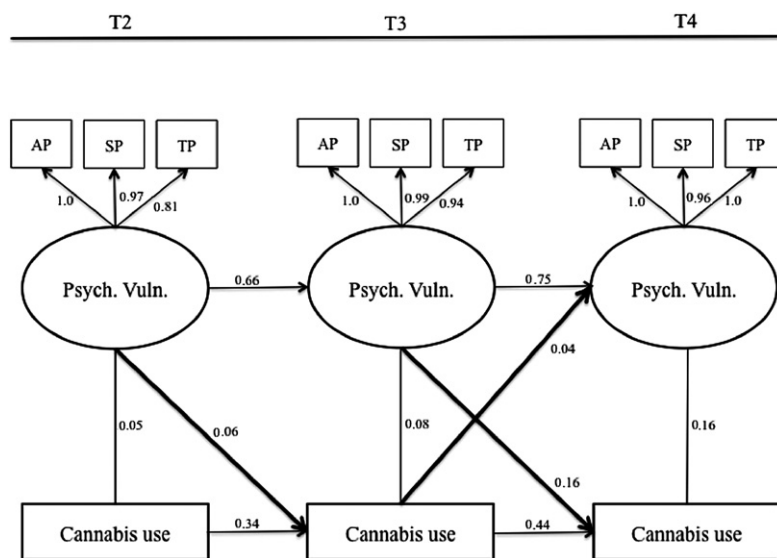 T2 T3 T4
AP SP TP AP SP TP AP SP TP
1.0 0.97 0.81 1.0 0.99 0.94 1.0 0.96 1.0
Psych. Vuln. 0.66 Psych. Vuln. 0.75 Psych. Vuln.
0.04
0.05 0.06 0.08 0.16
0.16
Cannabis use 0.34 Cannabis use 0.44 Cannabis use